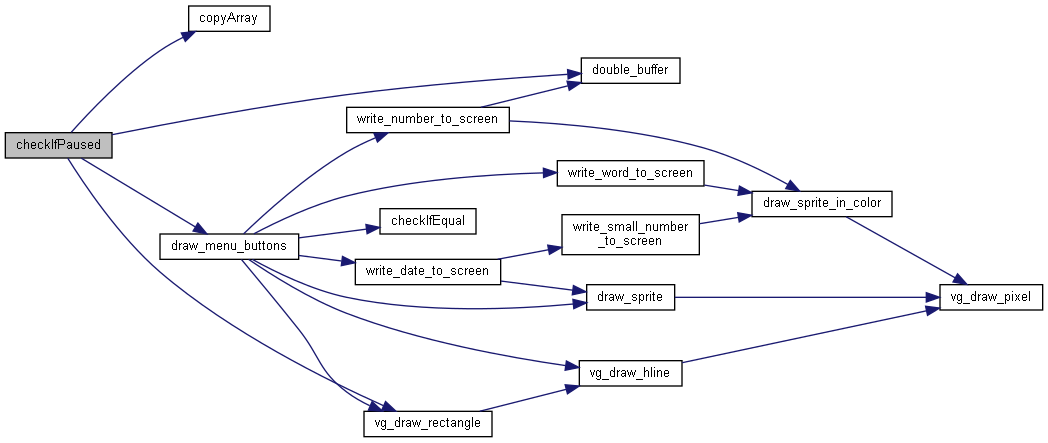 copyArray
double_buffer
write_number_to_screen
checkIfPaused
write_word_to_screen
draw_sprite_in_color
checkIfEqual
write_small_number
_to_screen
draw_menu_buttons
write_date_to_screen
draw_sprite
vg_draw_pixel
vg_draw_hline
vg_draw_rectangle